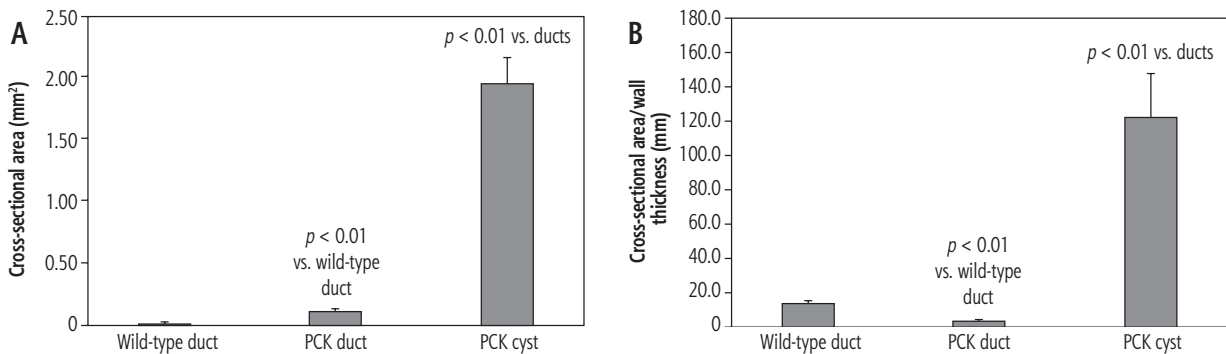 A
Cross-sectional area (mm²)
2.50
2.00
1.50
1.00
0.50
0
p < 0.01 vs. ducts
p < 0.01
vs. wild-type
duct
Wild-type duct
PCK duct
PCK cyst
B
Cross-sectional area/wall
thickness (mm)
180.0
160.0
140.0
120.0
100.0
80.0
60.0
40.0
20.0
0
p < 0.01 vs. ducts
p < 0.01
vs. wild-type
duct
Wild-type duct
PCK duct
PCK cyst